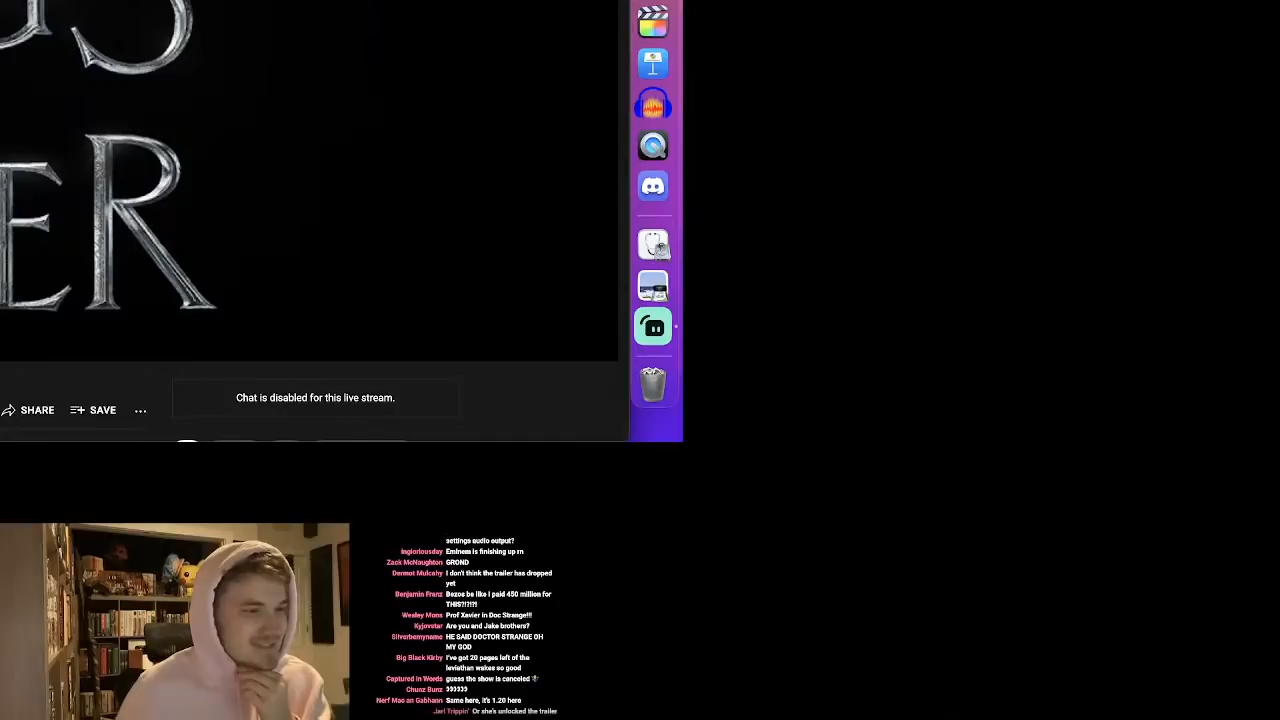 ER
SHARE
SAVE
...
Chat is disabled for this live stream.
settings audio output?
ingloriousday Eminem is finishing up rn
Zack McNaughton GROND
Dermot Mulcahy I don't think the trailer has dropped
yet
Benjamin Franz Bezos be like I paid 450 million for
THIS?!?!?!
Wesley Mons Prof Xavier in Doc Strange!!!
Kyjovstar Are you and Jake brothers?
Silverbemyname HE SAID DOCTOR STRANGE OH
MY GOD
Big Black Kirby I've got 20 pages left of the
leviathan wakes so good
Captured in Words guess the show is canceled
Chunz Bunz ???????
Nerf Mac an Gabhann Same here, it's 1.20 here
Jarl Trippin' Or she's unlocked the trailer